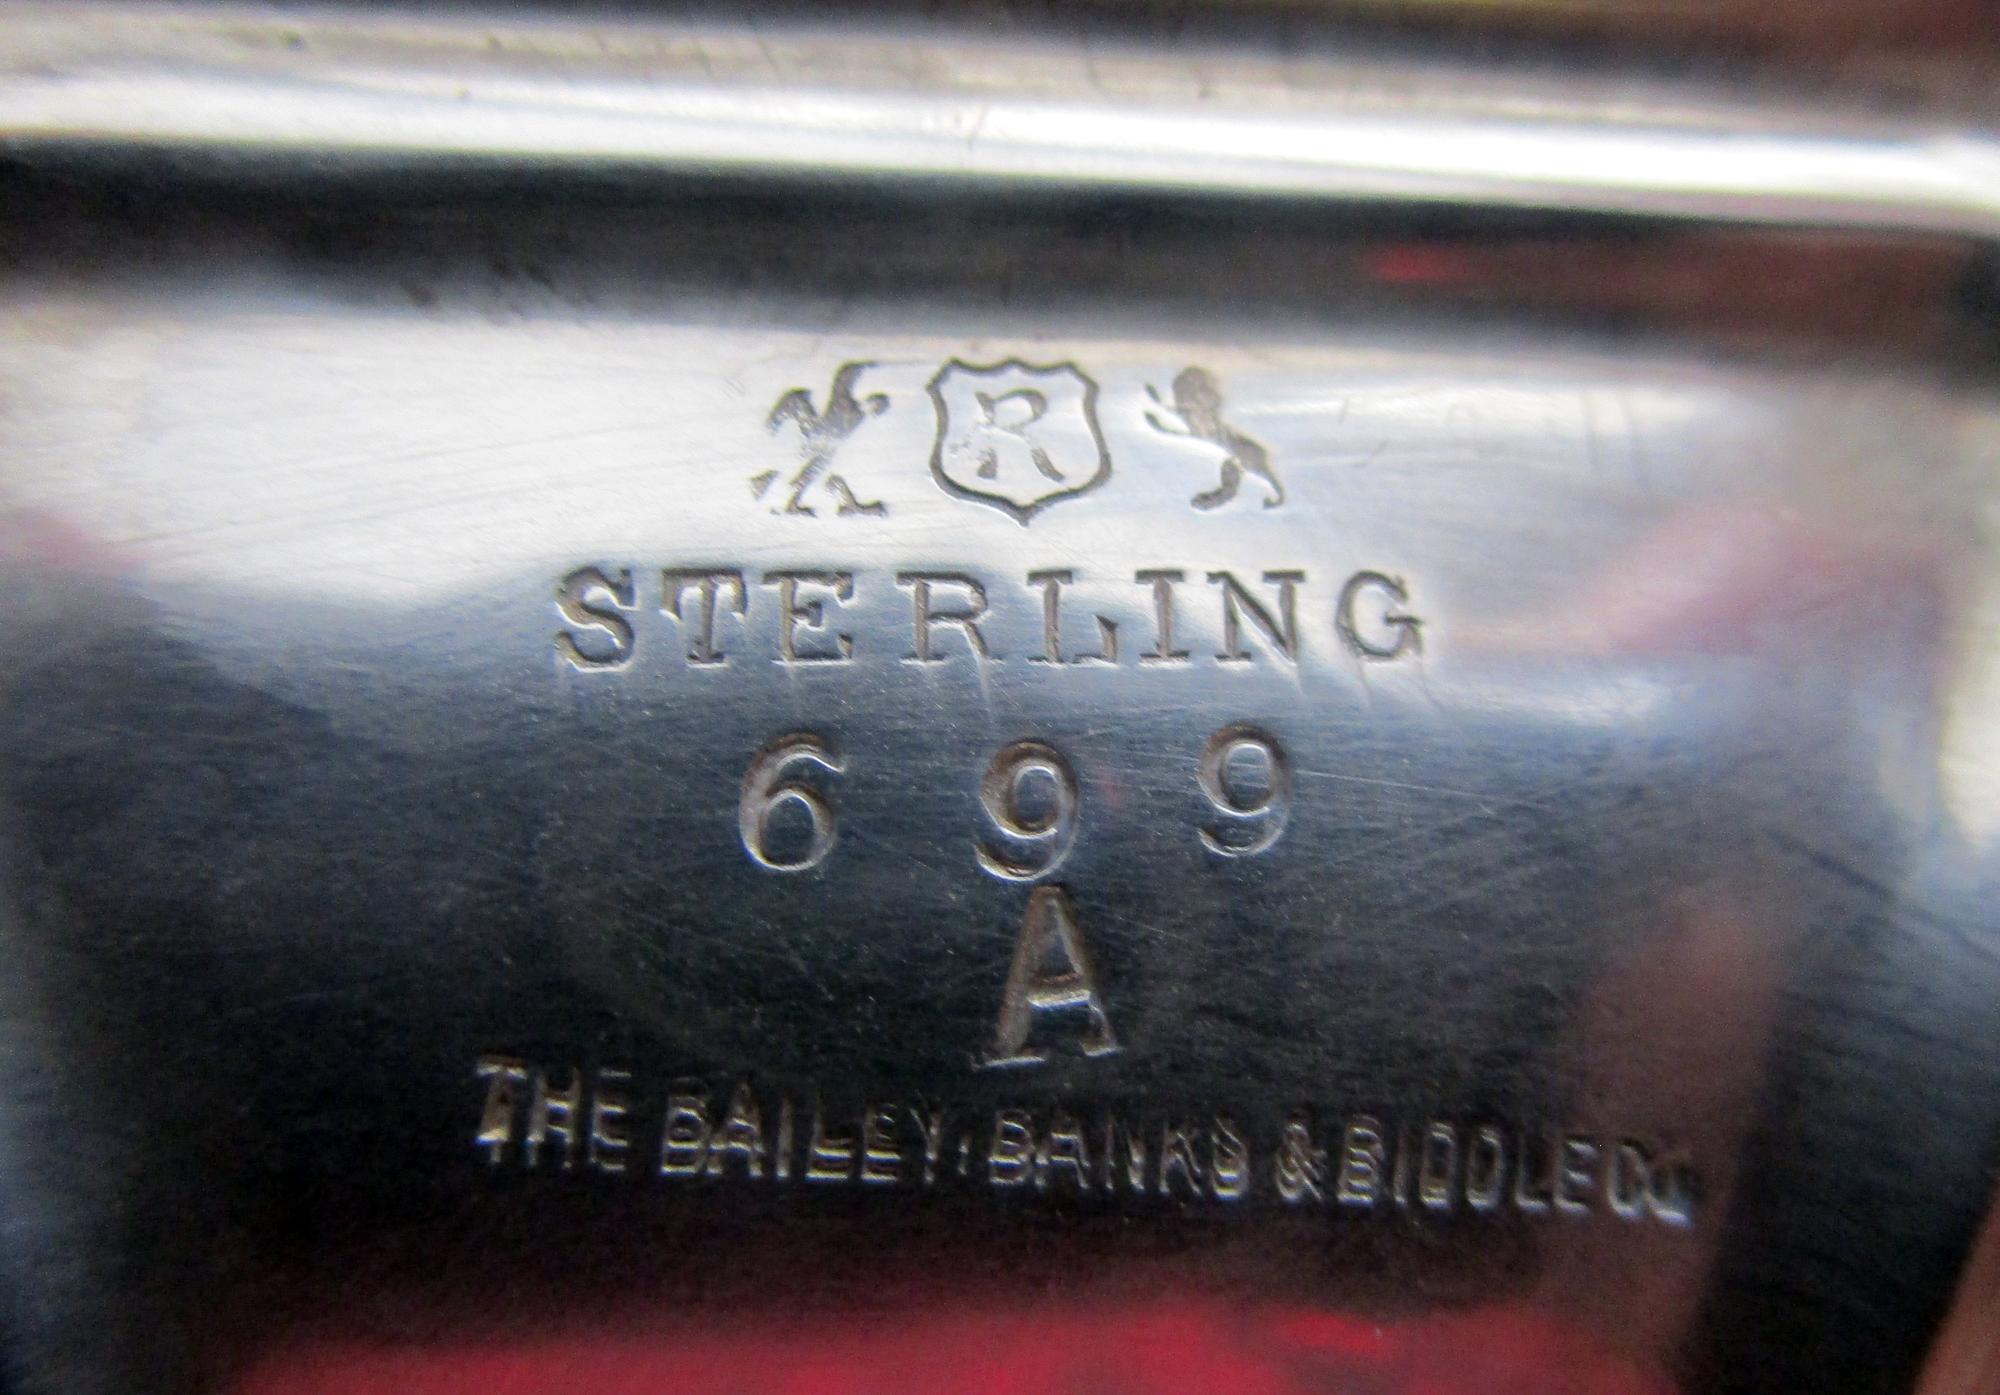 R
STERLING
699
A
THE BAILEY, BANKS & BIDDLE CO.